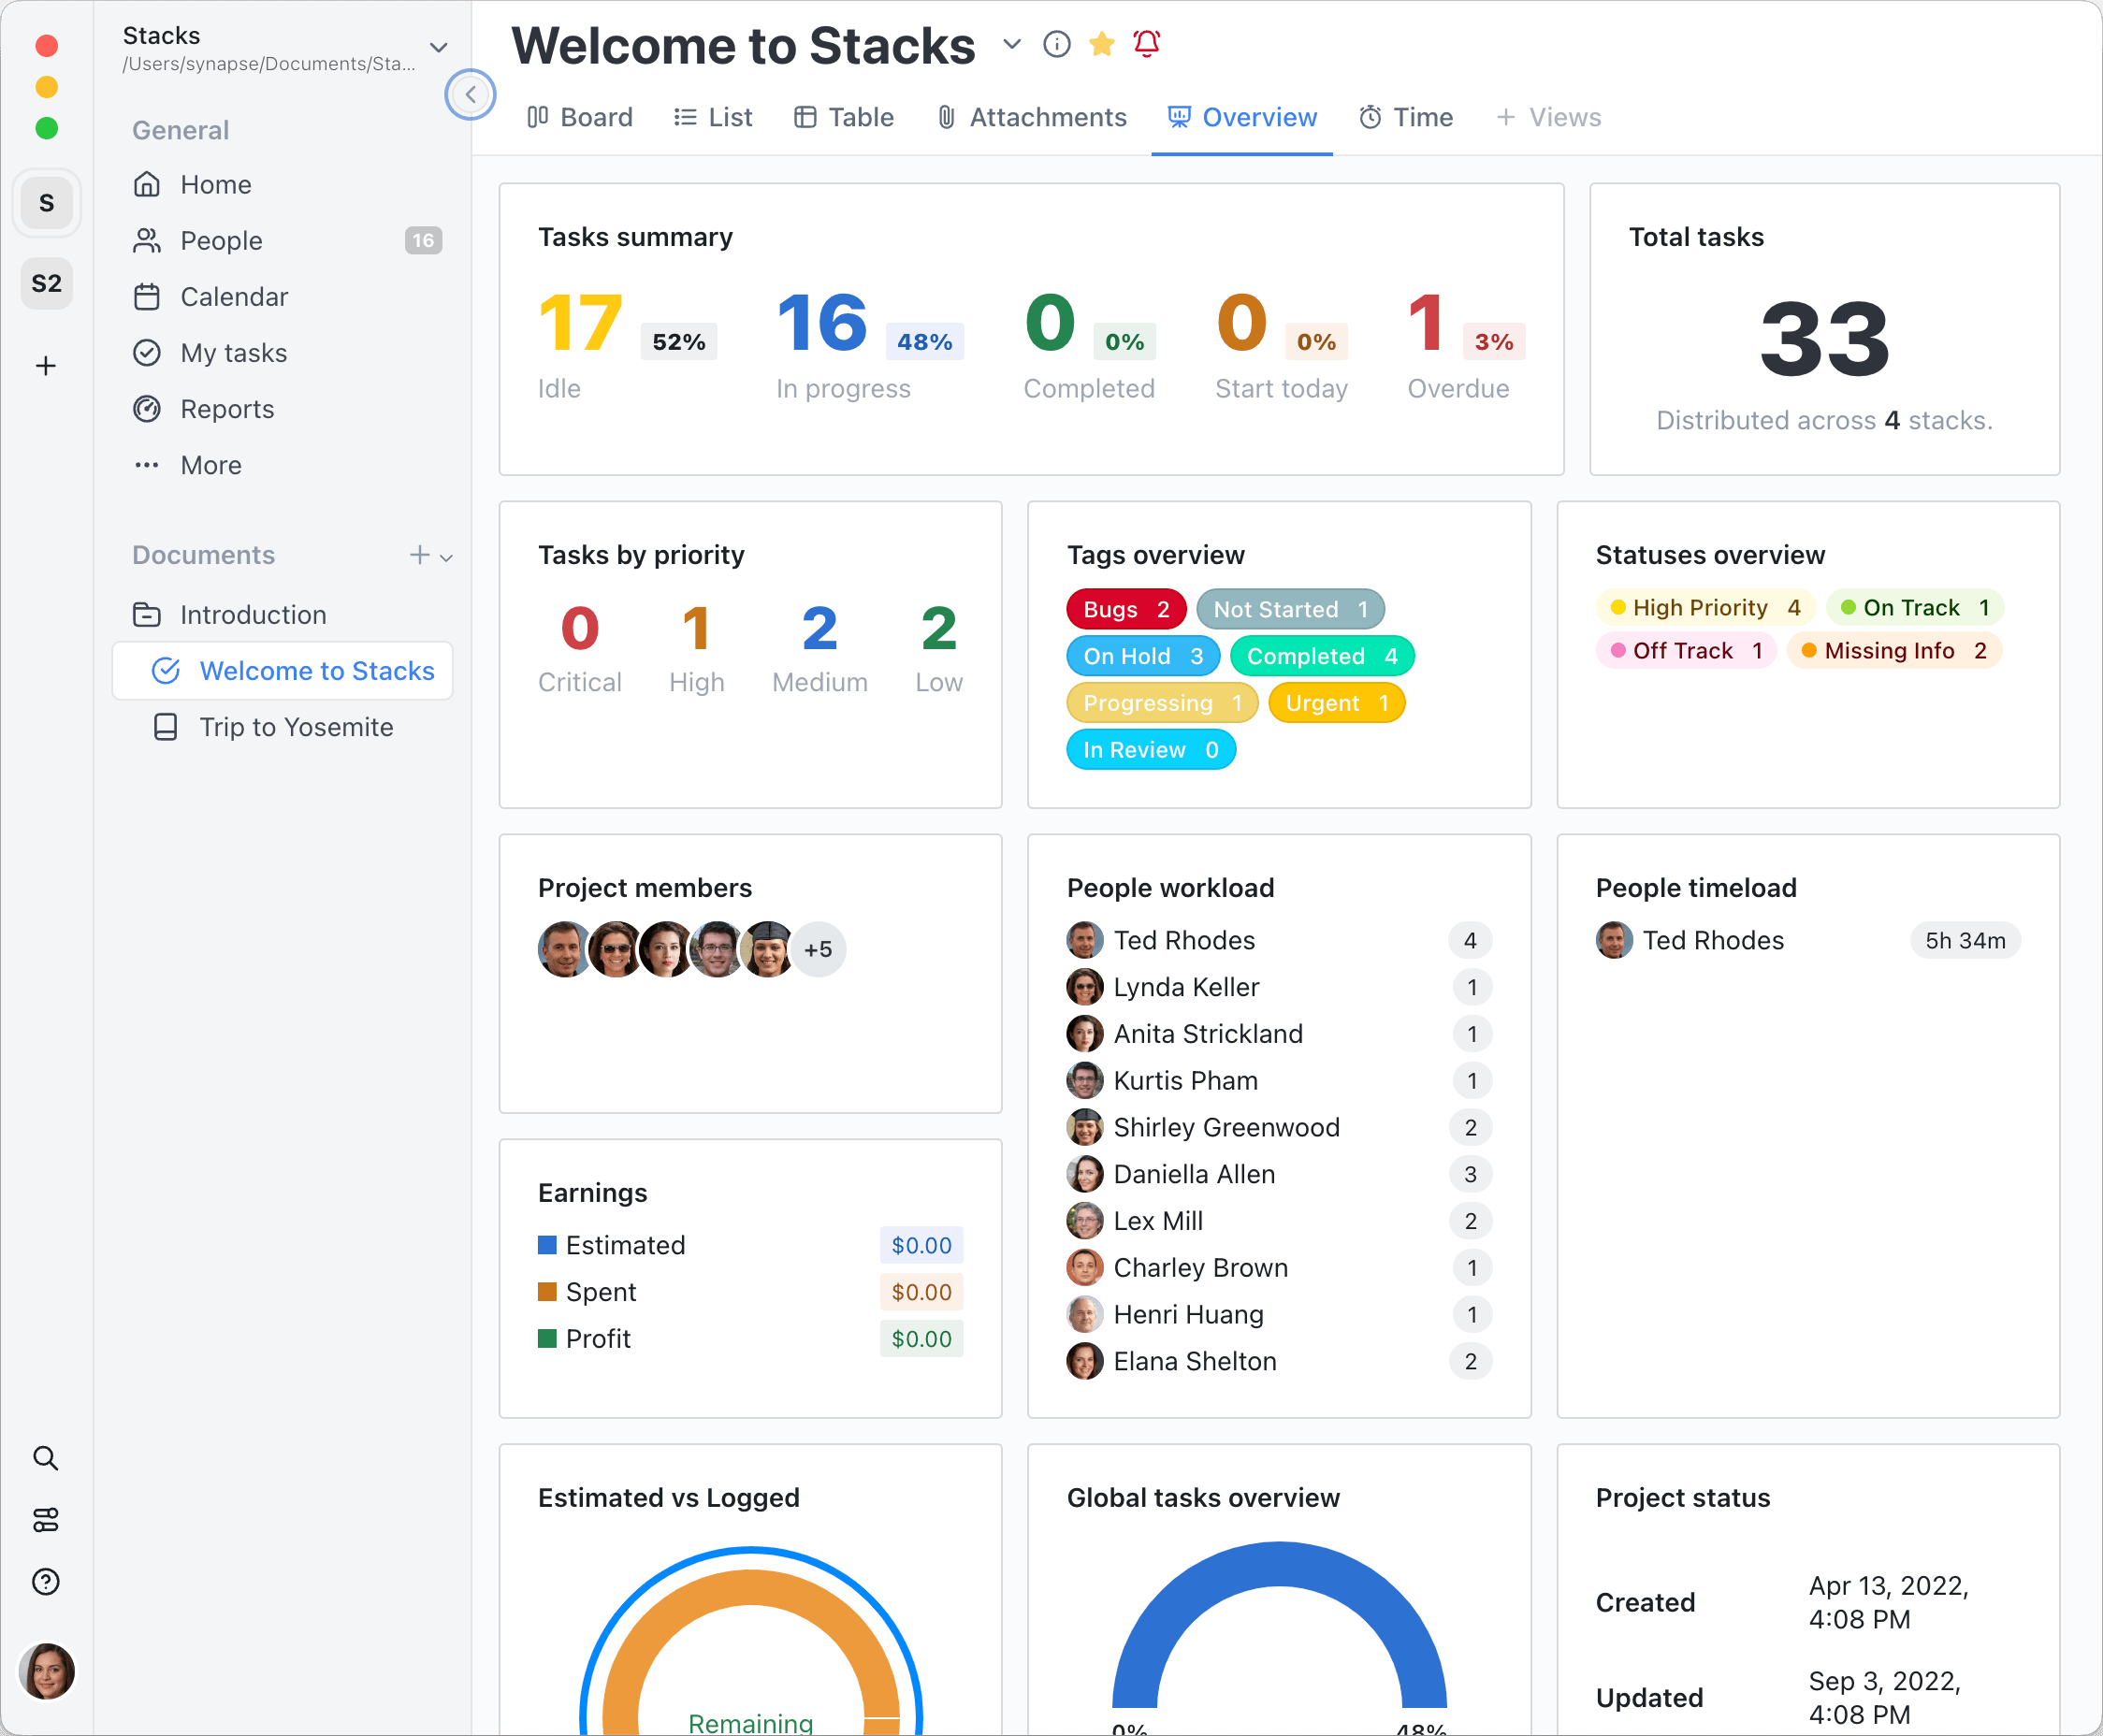 Stacks
/Users/synapse/Documents/Sta...
S
S2
General
Home
People 16
Calendar
My tasks
Reports
More
Documents
Introduction
Welcome to Stacks
Trip to Yosemite
Welcome to Stacks
Board List Table Attachments Overview Time + Views
Tasks summary
17 52% 16 48% 0 0% 0 0% 1 3%
Idle In progress Completed Start today Overdue
Total tasks
33
Distributed across 4 stacks.
Tasks by priority
0 1 2 2
Critical High Medium Low
Tags overview
Bugs 2 Not Started 1
On Hold 3 Completed 4
Progressing 1 Urgent 1
In Review 0
Statuses overview
High Priority 4 On Track 1
Off Track 1 Missing Info 2
Project members
+5
People workload
Ted Rhodes 4
Lynda Keller 1
Anita Strickland 1
Kurtis Pham 1
Shirley Greenwood 2
Daniella Allen 3
Lex Mill 2
Charley Brown 1
Henri Huang 1
Elana Shelton 2
People timeload
Ted Rhodes 5h 34m
Earnings
Estimated $0.00
Spent $0.00
Profit $0.00
Estimated vs Logged
Remaining
Global tasks overview
0% 48%
Project status
Created Apr 13, 2022,
4:08 PM
Updated Sep 3, 2022,
4:08 PM